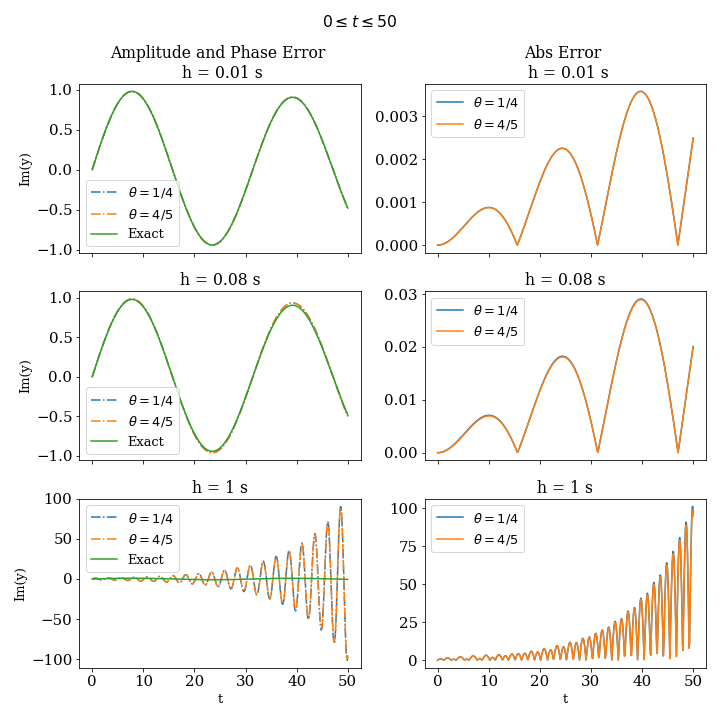 0 ≤ t ≤ 50
Amplitude and Phase Error
h = 0.01 s
Abs Error
h = 0.01 s
1.0
0.5
0.0
−0.5
−1.0
Im(y)
θ = 1/4
θ = 4/5
Exact
0.003
0.002
0.001
0.000
θ = 1/4
θ = 4/5
h = 0.08 s
h = 0.08 s
1.0
0.5
0.0
−0.5
−1.0
Im(y)
θ = 1/4
θ = 4/5
Exact
0.03
0.02
0.01
0.00
θ = 1/4
θ = 4/5
h = 1 s
h = 1 s
100
50
0
−50
−100
Im(y)
θ = 1/4
θ = 4/5
Exact
0 10 20 30 40 50
t
100
75
50
25
0
θ = 1/4
θ = 4/5
0 10 20 30 40 50
t